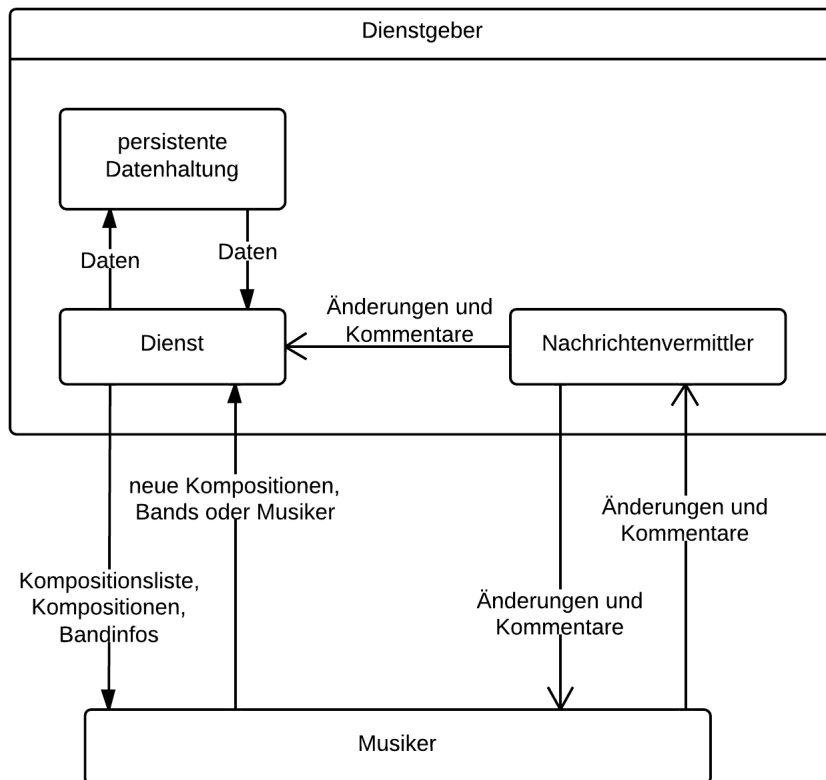 Dienstgeber
persistente
Datenhaltung
Daten
Daten
Änderungen und
Kommentare
Dienst
Nachrichtenvermittler
neue Kompositionen,
Bands oder Musiker
Änderungen und
Kommentare
Kompositionsliste,
Kompositionen,
Bandinfos
Änderungen und
Kommentare
Musiker